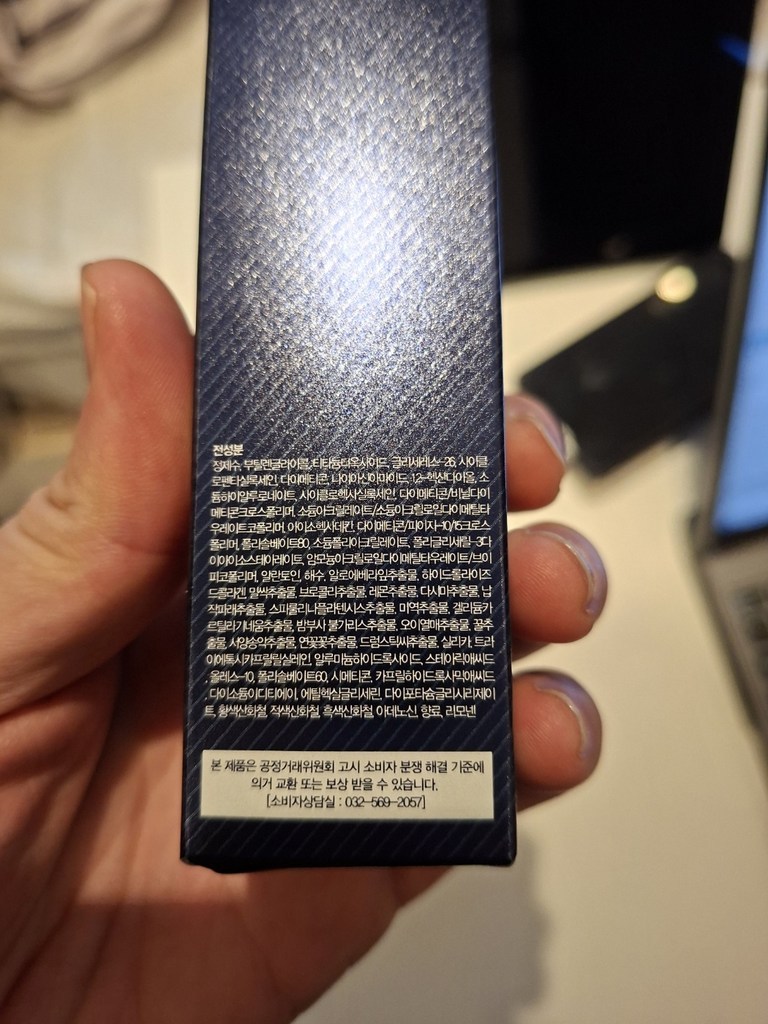 전성분
정제수, 부틸렌글라이콜, 티타늄디옥사이드, 글리세레스-26, 사이클
로펜타실록세인, 다이메티콘, 나이아신아마이드, 1,2-헥산다이올, 소
듐하이알루로네이트, 사이클로헥사실록세인, 다이메티콘/비닐다이
메티콘크로스폴리머, 소듐아크릴레이트/소듐아크릴로일다이메틸타
우레이트코폴리머, 아이소헥사데칸, 다이메티콘/피이지-10/15크로스
폴리머, 폴리솔베이트80, 소듐폴리아크릴레이트, 폴리글리세릴-3다
이아이소스테아레이트, 암모늄아크릴로일다이메틸타우레이트/브이
피코폴리머, 알란토인, 해수, 알로에베라잎추출물, 하이드롤라이즈
드콜라겐, 밀싹추출물, 브로콜리추출물, 레몬추출물, 다시마추출물, 납
작파래추출물, 스피룰리나플라텐시스추출물, 미역추출물, 겔리듐카
르틸리기네움추출물, 밤부사 불가리스추출물, 오이열매추출물, 꿀추
출물, 서양송악추출물, 연꽃꽃추출물, 드럼스틱씨추출물, 실리카, 트라
이에톡시카프릴릴실레인, 알루미늄하이드록사이드, 스테아릭애씨드
, 올레스-10, 폴리솔베이트60, 시메티콘, 카프릴하이드록사믹애씨드
, 다이소듐이디티에이, 에틸헥실글리세린, 다이포타슘글리시리제이
트, 황색산화철, 적색산화철, 흑색산화철, 아데노신, 향료, 리모넨
본 제품은 공정거래위원회 고시 소비자 분쟁 해결 기준에
의거 교환 또는 보상 받을 수 있습니다.
[소비자상담실 : 032-569-2057]